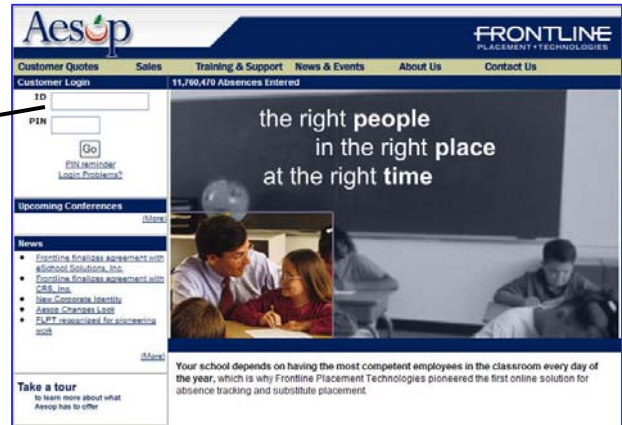 Aesop
FRONTLINE
PLACEMENT • TECHNOLOGIES
Customer Quotes Sales Training & Support News & Events About Us Contact Us
Customer Login
11,760,470 Absences Entered
ID
PIN
Go
PIN reminder
Login Problems?
the right people
in the right place
at the right time
Upcoming Conferences
(More)
News
• Frontline finalizes agreement with
eSchool Solutions, Inc.
• Frontline finalizes agreement with
CRS, Inc.
• New Corporate Identity
• Aesop Changes Look
• FLPT recognized for pioneering
work
(More)
Take a tour
to learn more about what
Aesop has to offer
Your school depends on having the most competent employees in the classroom every day of
the year, which is why Frontline Placement Technologies pioneered the first online solution for
absence tracking and substitute placement